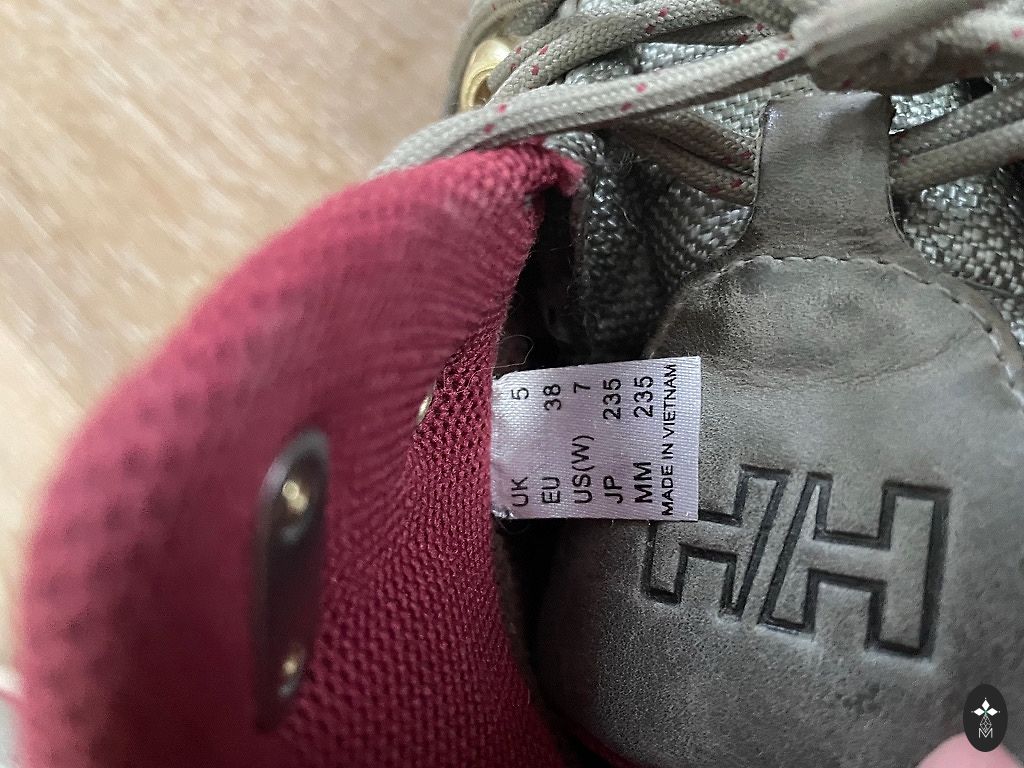 UK 5
EU 38
US(W) 7
JP 235
MM 235
MADE IN VIETNAM
HH
M